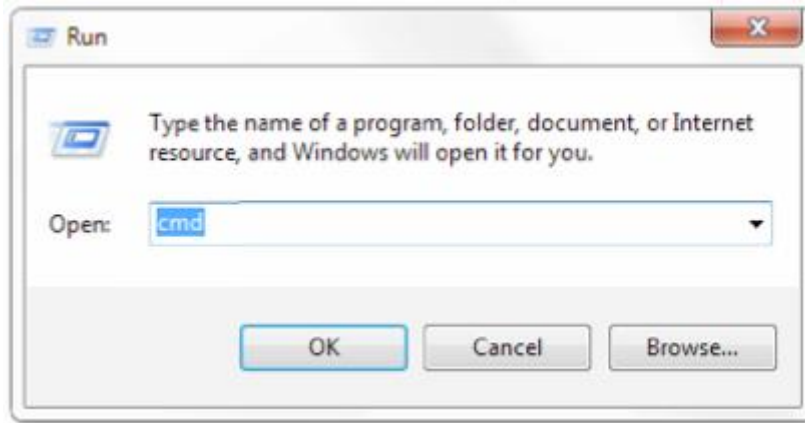 Run
Type the name of a program, folder, document, or Internet
resource, and Windows will open it for you.
Open: cmd
OK Cancel Browse...